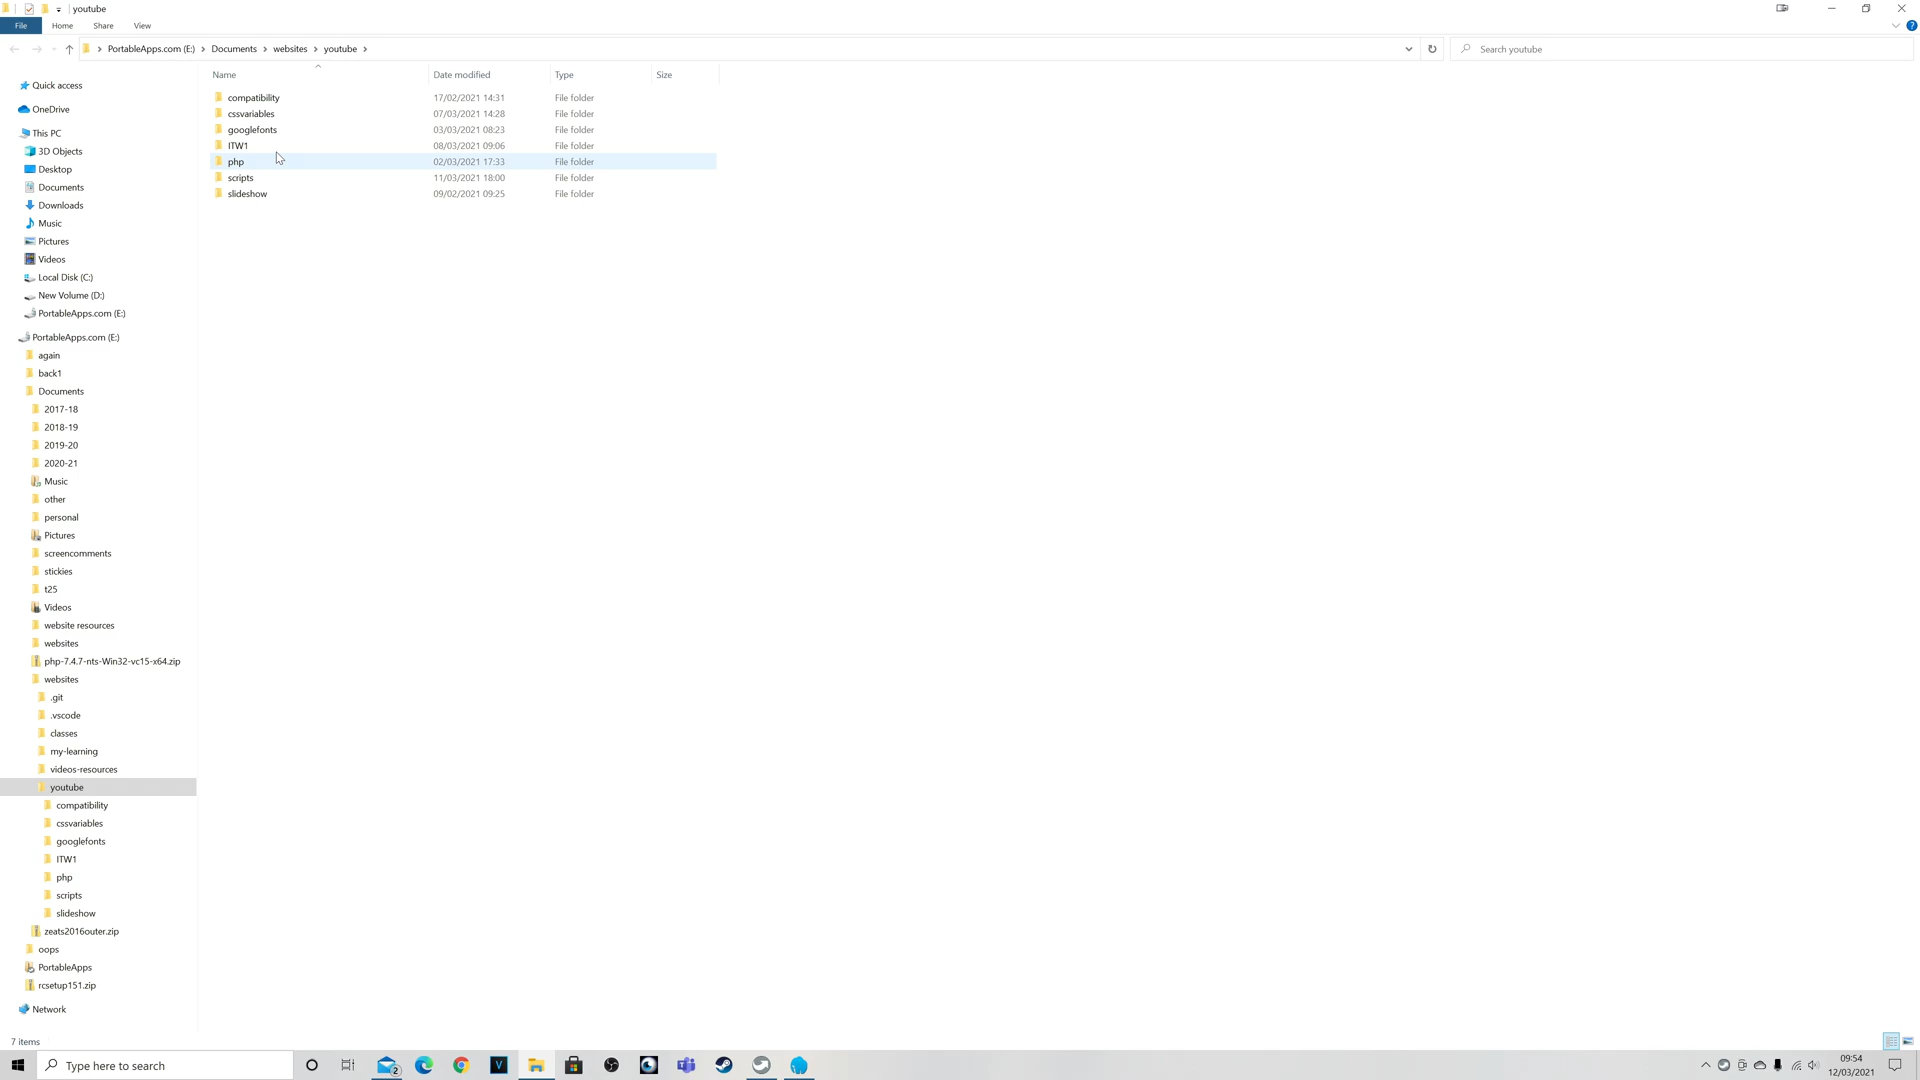 youtube
File Home Share View
PortableApps.com (E:) Documents websites youtube
Search youtube
Name Date modified Type Size
compatibility 17/02/2021 14:31 File folder
cssvariables 07/03/2021 14:28 File folder
googlefonts 03/03/2021 08:23 File folder
ITW1 08/03/2021 09:06 File folder
php 02/03/2021 17:33 File folder
scripts 11/03/2021 18:00 File folder
slideshow 09/02/2021 09:25 File folder
Quick access
OneDrive
This PC
3D Objects
Desktop
Documents
Downloads
Music
Pictures
Videos
Local Disk (C:)
New Volume (D:)
PortableApps.com (E:)
PortableApps.com (E:)
again
back1
Documents
2017-18
2018-19
2019-20
2020-21
Music
other
personal
Pictures
screencomments
stickies
t25
Videos
website resources
websites
php-7.4.7-nts-Win32-vc15-x64.zip
websites
.git
.vscode
classes
my-learning
videos-resources
youtube
compatibility
cssvariables
googlefonts
ITW1
php
scripts
slideshow
zeats2016outer.zip
oops
PortableApps
rcsetup151.zip
Network
7 items
Type here to search
2
V
09:54
12/03/2021